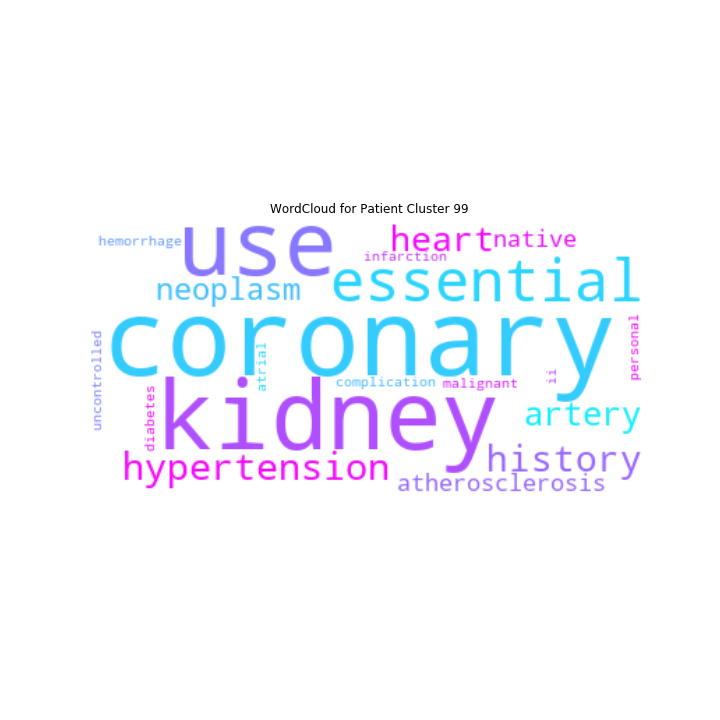 WordCloud for Patient Cluster 99
hemorrhage use heart native
infarction
neoplasm essential
coronary
uncontrolled atrial personal
complication malignant ii
diabetes kidney artery
hypertension history
atherosclerosis